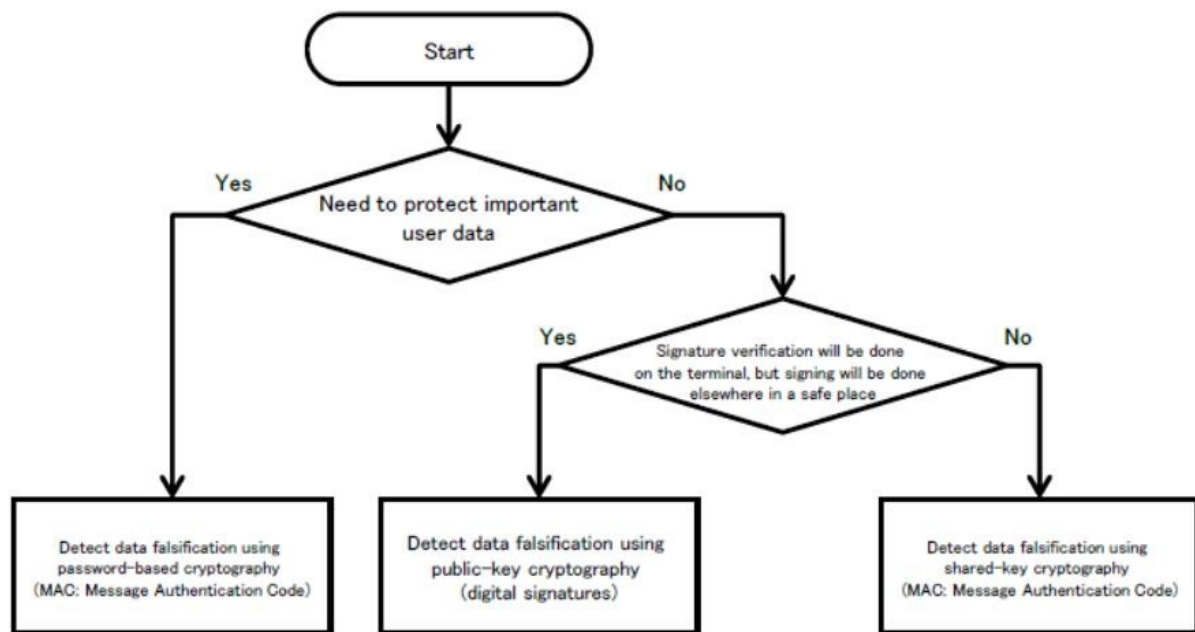 Start
Yes
No
Need to protect important
user data
Yes
No
Signature verification will be done
on the terminal, but signing will be done
elsewhere in a safe place
Detect data falsification using
password-based cryptography
(MAC: Message Authentication Code)
Detect data falsification using
public-key cryptography
(digital signatures)
Detect data falsification using
shared-key cryptography
(MAC: Message Authentication Code)